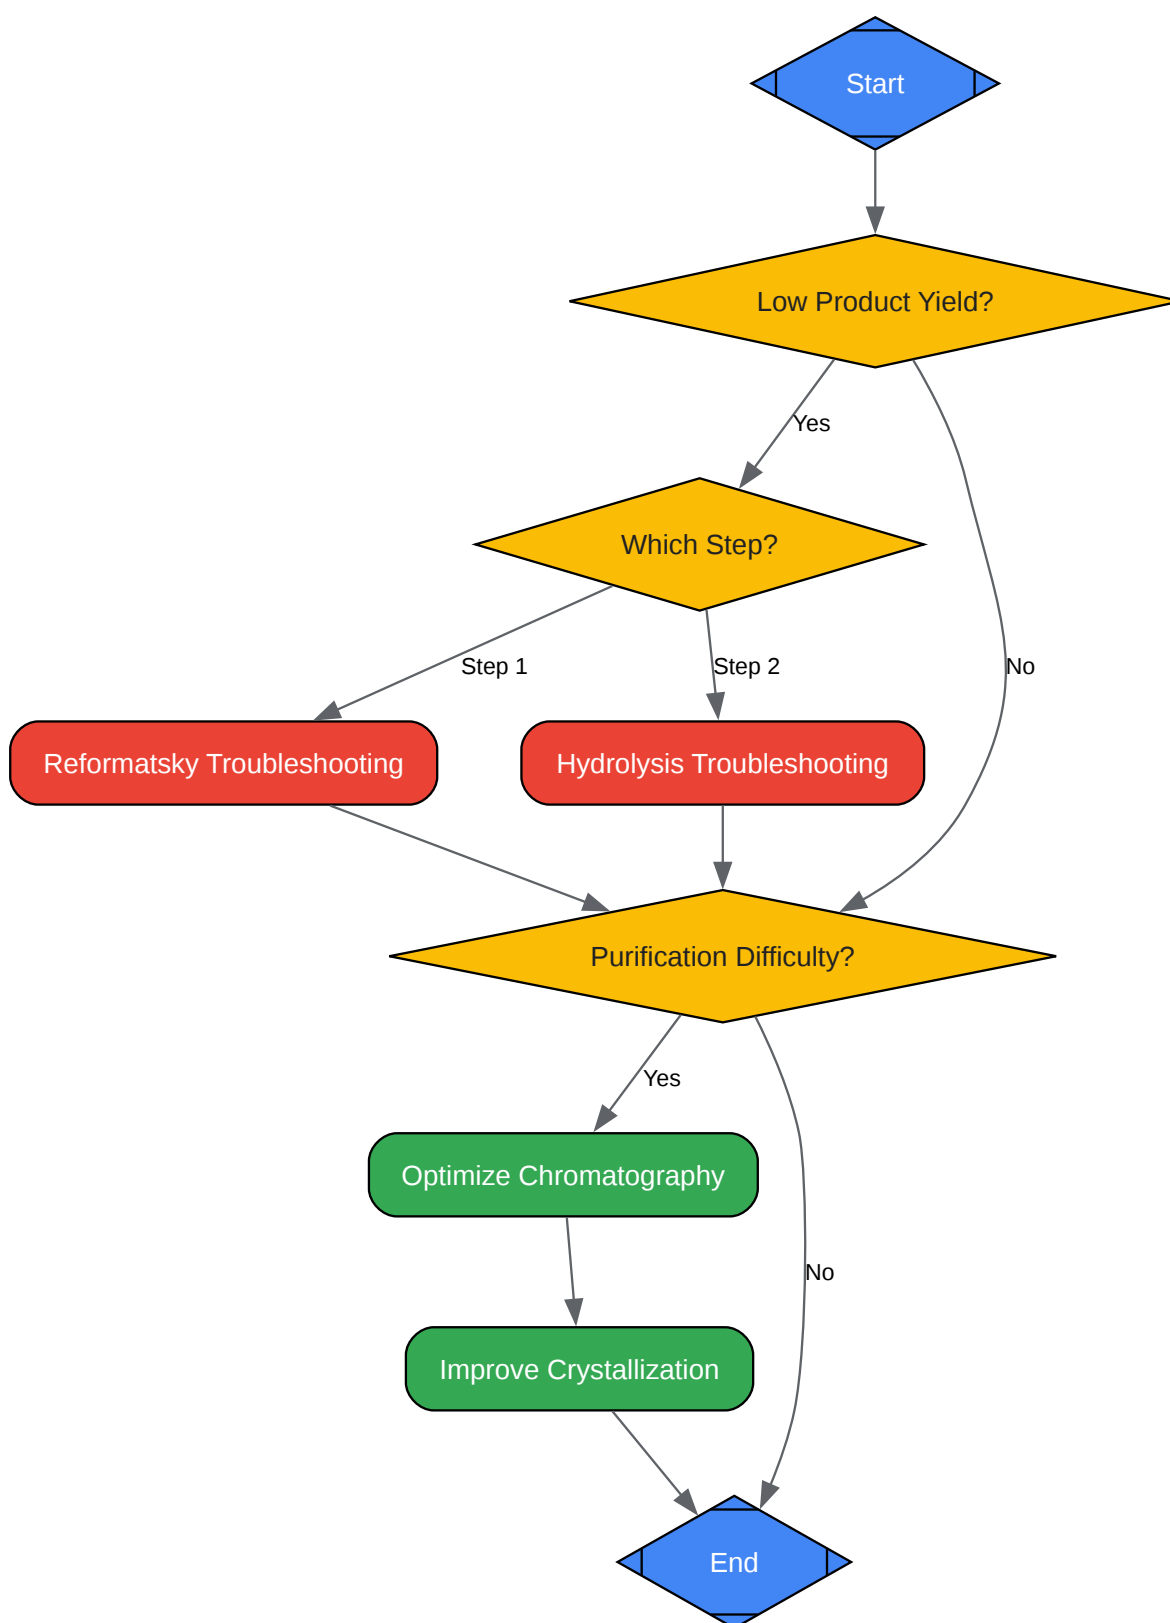 Start
Low Product Yield?
Yes
Which Step?
Step 1
Step 2
No
Reformatsky Troubleshooting
Hydrolysis Troubleshooting
Purification Difficulty?
Yes
Optimize Chromatography
No
Improve Crystallization
End